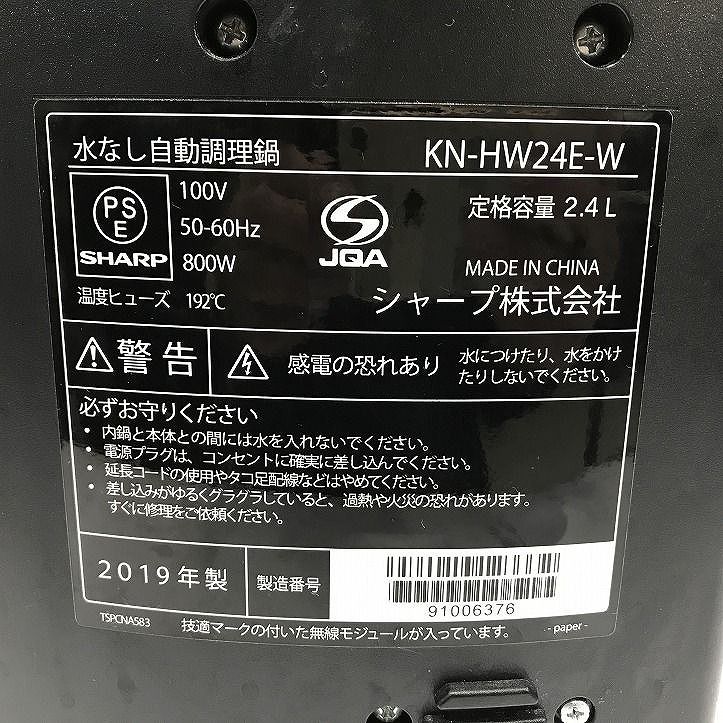 水なし自動調理鍋 KN-HW24E-W
PS
E
SHARP
100V
50-60Hz
800W
JQA
定格容量 2.4L
MADE IN CHINA
温度ヒューズ 192℃
シャープ株式会社
警告
感電の恐れあり
水につけたり、水をかけ
たりしないでください。
必ずお守りください
・内鍋と本体との間には水を入れないでください。
・電源プラグは、コンセントに確実に差し込んでください。
・延長コードの使用やタコ足配線などはやめてください。
・差し込みがゆるくグラグラしていると、過熱や火災の恐れがあります。
すぐに修理をご依頼ください。
2019年製
製造番号
91006376
TSPCNA583
技適マークの付いた無線モジュールが入っています。
- paper -